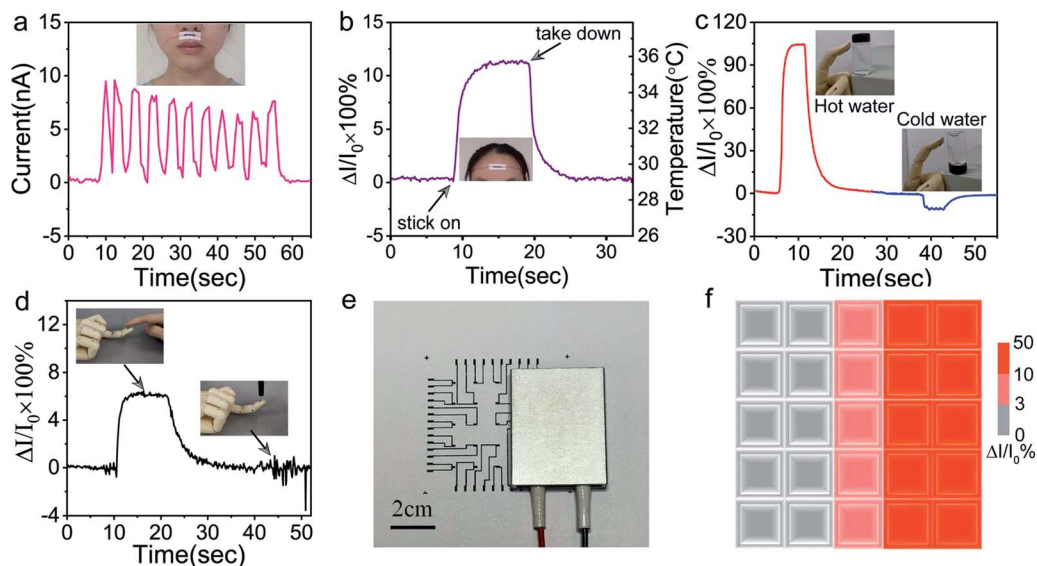 a
Current(nA)
15
10
5
0
-5
0 10 20 30 40 50 60
Time(sec)
b
ΔI/I₀×100%
15
10
5
0
-5
take down
stick on
36
34
32
30
28
26
Temperature(°C)
0 10 20 30
Time(sec)
c
ΔI/I₀×100%
120
90
60
30
0
-30
Hot water
Cold water
0 10 20 30 40 50
Time(sec)
d
ΔI/I₀×100%
12
8
4
0
-4
0 10 20 30 40 50
Time(sec)
e
2cm
f
50
10
3
0
ΔI/I₀%